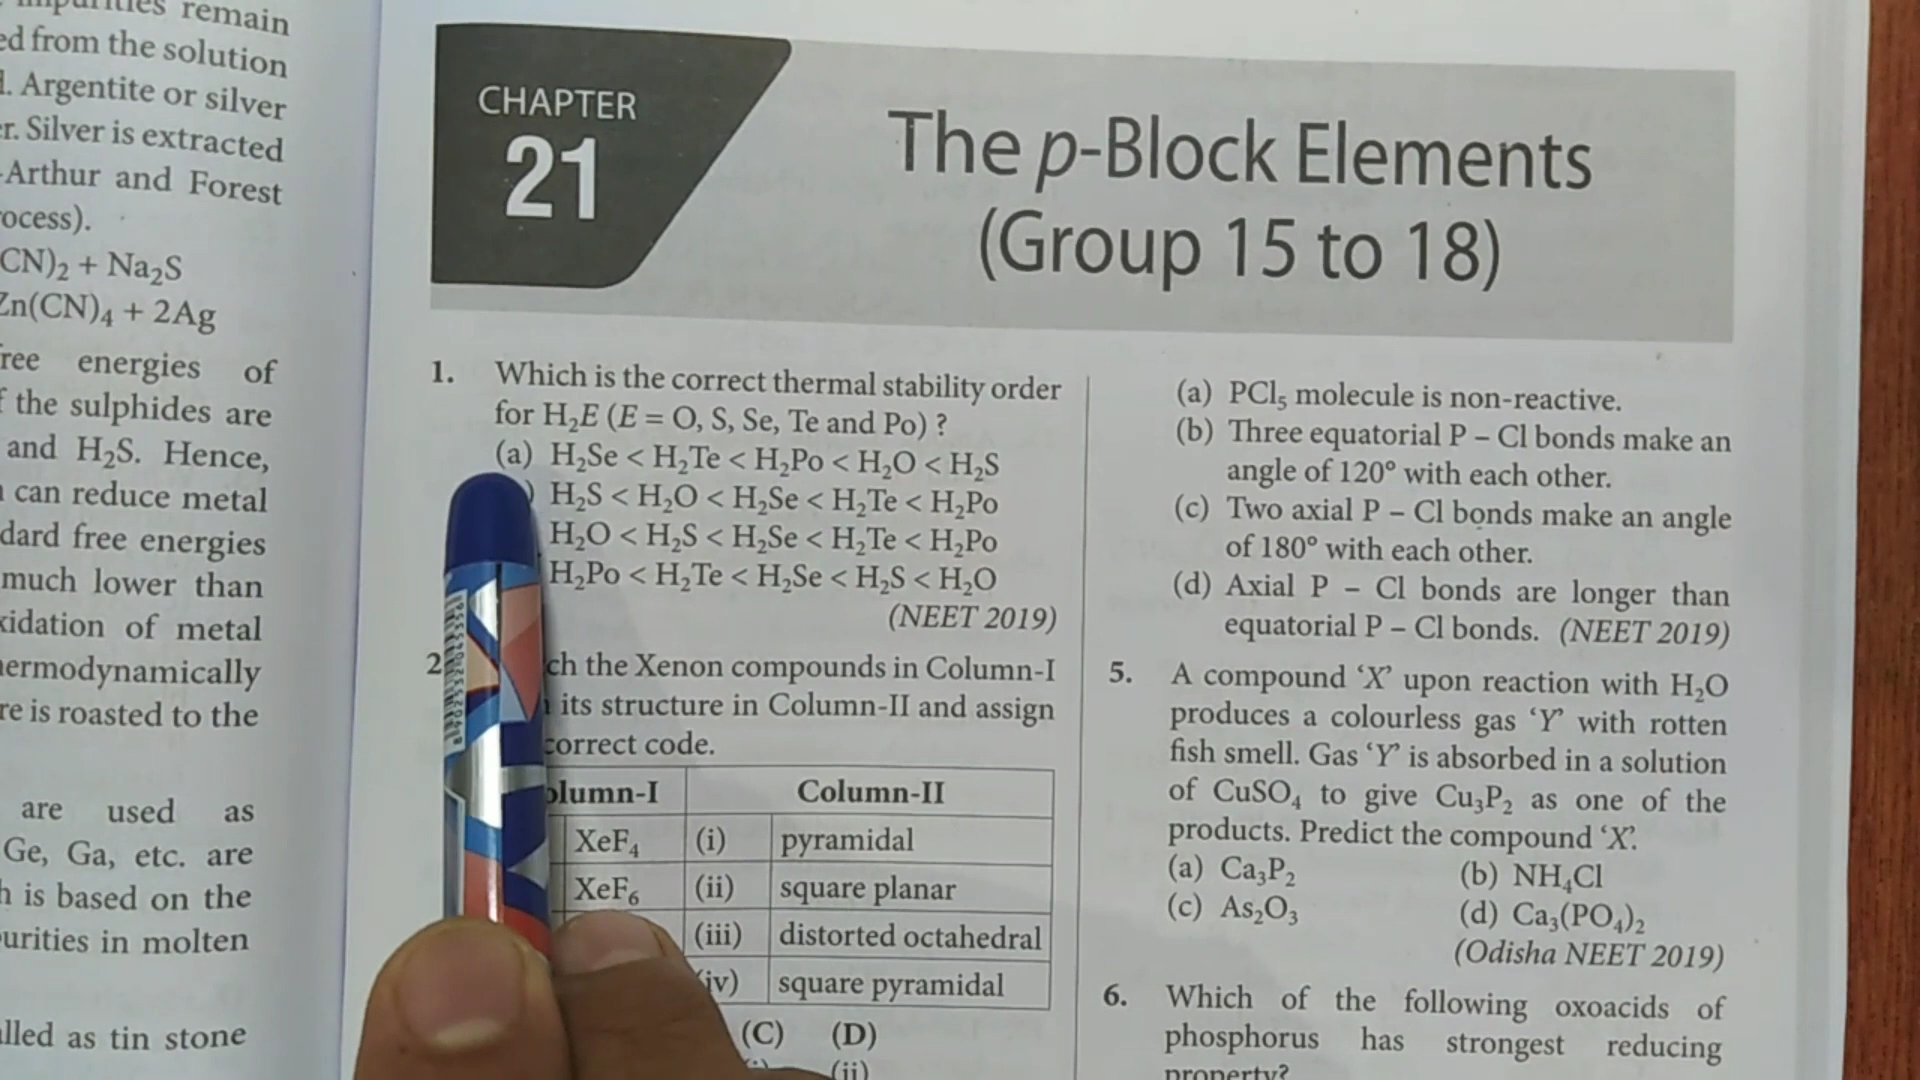 remain
from the solution
Argentite or silver
Silver is extracted
Arthur and Forest
CN)₂ + Na₂S
Zn(CN)₄ + 2Ag
energies of
the sulphides are
and H₂S. Hence,
can reduce metal
free energies
much lower than
of metal
re is roasted to the
are used as
Ge, Ga, etc. are
is based on the
in molten
as tin stone
CHAPTER
21
The p-Block Elements
(Group 15 to 18)
1. Which is the correct thermal stability order
for H₂E (E = O, S, Se, Te and Po) ?
(a) H₂Se < H₂Te < H₂Po < H₂O < H₂S
) H₂S < H₂O < H₂Se < H₂Te < H₂Po
H₂O < H₂S < H₂Se < H₂Te < H₂Po
H₂Po < H₂Te < H₂Se < H₂S < H₂O
(NEET 2019)
2 ch the Xenon compounds in Column-I
its structure in Column-II and assign
correct code.
olumn-I Column-II
XeF₄ (i) pyramidal
XeF₆ (ii) square planar
(iii) distorted octahedral
(iv) square pyramidal
(C) (D)
(ii)
(a) PCl₅ molecule is non-reactive.
(b) Three equatorial P – Cl bonds make an
angle of 120° with each other.
(c) Two axial P – Cl bonds make an angle
of 180° with each other.
(d) Axial P – Cl bonds are longer than
equatorial P – Cl bonds. (NEET 2019)
5. A compound ‘X’ upon reaction with H₂O
produces a colourless gas ‘Y’ with rotten
fish smell. Gas ‘Y’ is absorbed in a solution
of CuSO₄ to give Cu₃P₂ as one of the
products. Predict the compound ‘X’.
(a) Ca₃P₂ (b) NH₄Cl
(c) As₂O₃ (d) Ca₃(PO₄)₂
(Odisha NEET 2019)
6. Which of the following oxoacids of
phosphorus has strongest reducing
property?